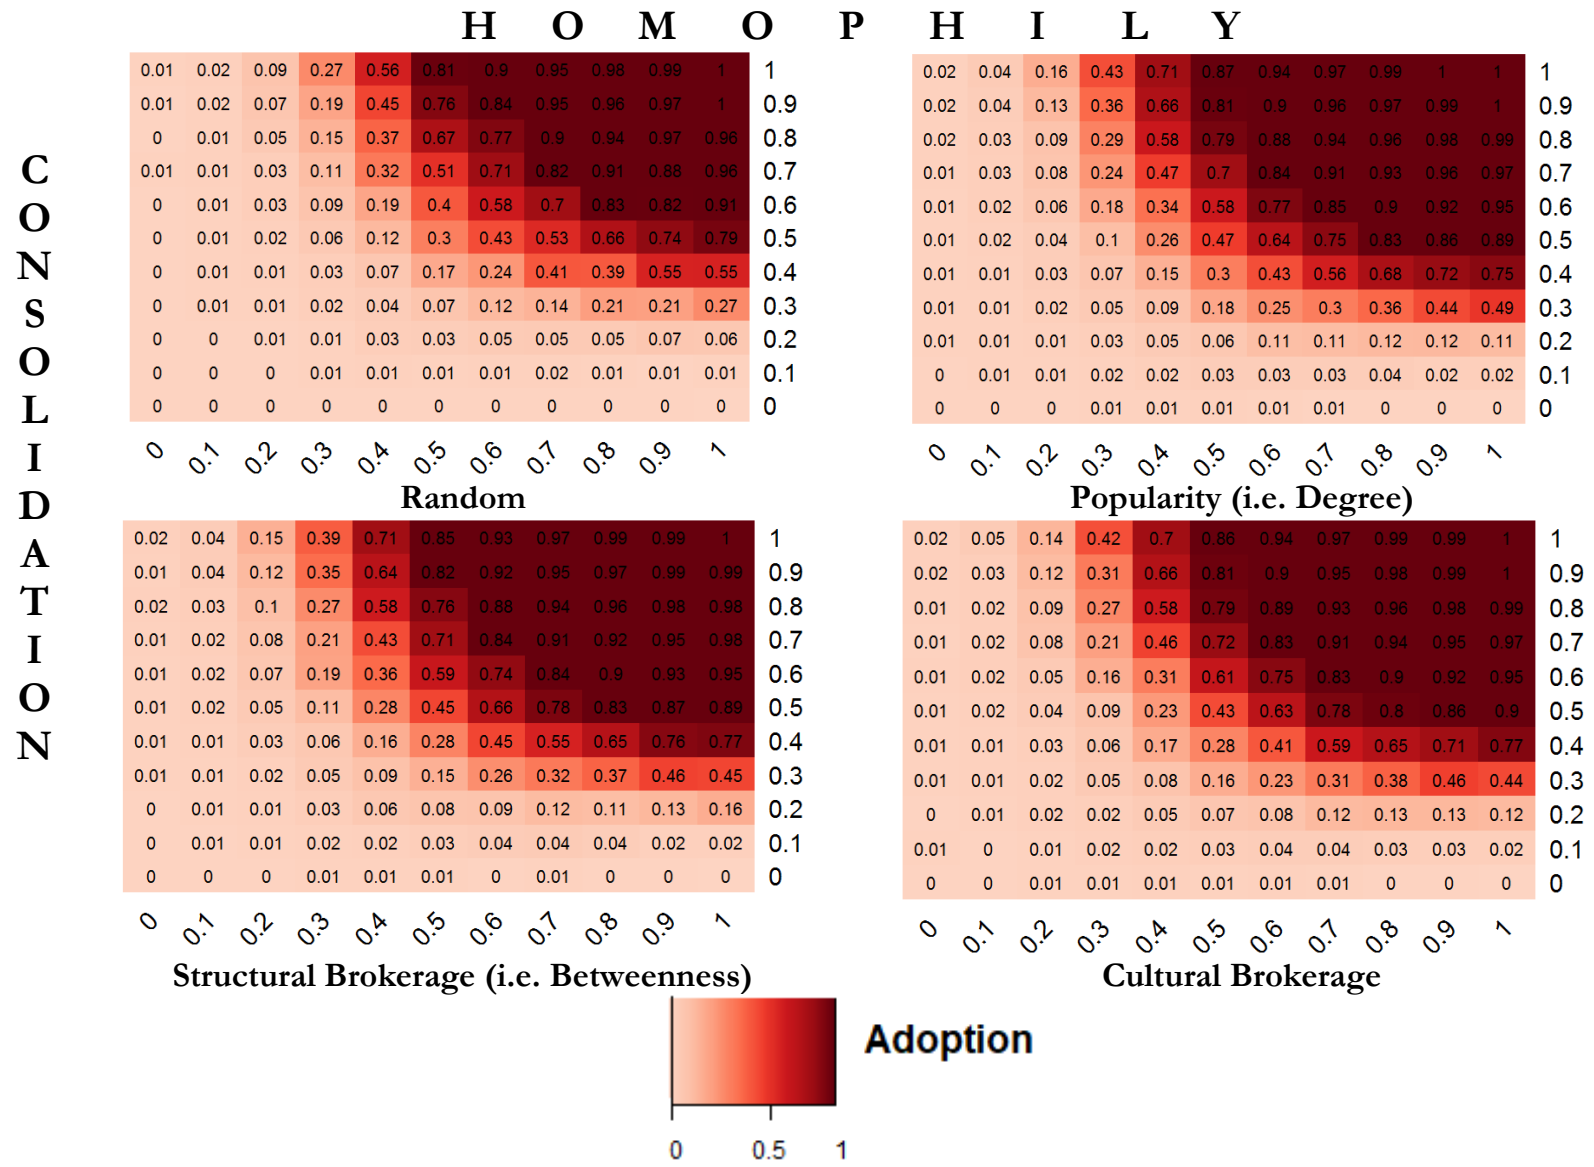 H O M O P H I L Y
C O N S O L I D A T I O N
0.01 0.02 0.09 0.27 0.56 0.81 0.9 0.95 0.98 0.99 1 1
0.01 0.02 0.07 0.19 0.45 0.76 0.84 0.95 0.96 0.97 1 0.9
0 0.01 0.05 0.15 0.37 0.67 0.77 0.9 0.94 0.97 0.96 0.8
0.01 0.01 0.03 0.11 0.32 0.51 0.71 0.82 0.91 0.88 0.96 0.7
0 0.01 0.03 0.09 0.19 0.4 0.58 0.7 0.83 0.82 0.91 0.6
0 0.01 0.02 0.06 0.12 0.3 0.43 0.53 0.66 0.74 0.79 0.5
0 0.01 0.01 0.03 0.07 0.17 0.24 0.41 0.39 0.55 0.55 0.4
0 0.01 0.01 0.02 0.04 0.07 0.12 0.14 0.21 0.21 0.27 0.3
0 0 0.01 0.01 0.03 0.03 0.05 0.05 0.05 0.07 0.06 0.2
0 0 0 0.01 0.01 0.01 0.01 0.02 0.01 0.01 0.01 0.1
0 0 0 0 0 0 0 0 0 0 0 0
0 0.1 0.2 0.3 0.4 0.5 0.6 0.7 0.8 0.9 1
Random
0.02 0.04 0.16 0.43 0.71 0.87 0.94 0.97 0.99 1 1 1
0.02 0.04 0.13 0.36 0.66 0.81 0.9 0.96 0.97 0.99 1 0.9
0.02 0.03 0.09 0.29 0.58 0.79 0.88 0.94 0.96 0.98 0.99 0.8
0.01 0.03 0.08 0.24 0.47 0.7 0.84 0.91 0.93 0.96 0.97 0.7
0.01 0.02 0.06 0.18 0.34 0.58 0.77 0.85 0.9 0.92 0.95 0.6
0.01 0.02 0.04 0.1 0.26 0.47 0.64 0.75 0.83 0.86 0.89 0.5
0.01 0.01 0.03 0.07 0.15 0.3 0.43 0.56 0.68 0.72 0.75 0.4
0.01 0.01 0.02 0.05 0.09 0.18 0.25 0.3 0.36 0.44 0.49 0.3
0.01 0.01 0.01 0.03 0.05 0.06 0.11 0.11 0.12 0.12 0.11 0.2
0 0.01 0.01 0.02 0.02 0.03 0.03 0.03 0.04 0.02 0.02 0.1
0 0 0 0.01 0.01 0.01 0.01 0.01 0 0 0 0
0 0.1 0.2 0.3 0.4 0.5 0.6 0.7 0.8 0.9 1
Popularity (i.e. Degree)
0.02 0.04 0.15 0.39 0.71 0.85 0.93 0.97 0.99 0.99 1 1
0.01 0.04 0.12 0.35 0.64 0.82 0.92 0.95 0.97 0.99 0.99 0.9
0.02 0.03 0.1 0.27 0.58 0.76 0.88 0.94 0.96 0.98 0.98 0.8
0.01 0.02 0.08 0.21 0.43 0.71 0.84 0.91 0.92 0.95 0.98 0.7
0.01 0.02 0.07 0.19 0.36 0.59 0.74 0.84 0.9 0.93 0.95 0.6
0.01 0.02 0.05 0.11 0.28 0.45 0.66 0.78 0.83 0.87 0.89 0.5
0.01 0.01 0.03 0.06 0.16 0.28 0.45 0.55 0.65 0.76 0.77 0.4
0.01 0.01 0.02 0.05 0.09 0.15 0.26 0.32 0.37 0.46 0.45 0.3
0 0.01 0.01 0.03 0.06 0.08 0.09 0.12 0.11 0.13 0.16 0.2
0 0.01 0.01 0.02 0.02 0.03 0.04 0.04 0.04 0.02 0.02 0.1
0 0 0 0.01 0.01 0.01 0 0.01 0 0 0 0
0 0.1 0.2 0.3 0.4 0.5 0.6 0.7 0.8 0.9 1
Structural Brokerage (i.e. Betweenness)
0.02 0.05 0.14 0.42 0.7 0.86 0.94 0.97 0.99 0.99 1 1
0.02 0.03 0.12 0.31 0.66 0.81 0.9 0.95 0.98 0.99 1 0.9
0.01 0.02 0.09 0.27 0.58 0.79 0.89 0.93 0.96 0.98 0.99 0.8
0.01 0.02 0.08 0.21 0.46 0.72 0.83 0.91 0.94 0.95 0.97 0.7
0.01 0.02 0.05 0.16 0.31 0.61 0.75 0.83 0.9 0.92 0.95 0.6
0.01 0.02 0.04 0.09 0.23 0.43 0.63 0.78 0.8 0.86 0.9 0.5
0.01 0.01 0.03 0.06 0.17 0.28 0.41 0.59 0.65 0.71 0.77 0.4
0.01 0.01 0.02 0.05 0.08 0.16 0.23 0.31 0.38 0.46 0.44 0.3
0 0.01 0.02 0.02 0.05 0.07 0.08 0.12 0.13 0.13 0.12 0.2
0.01 0 0.01 0.02 0.02 0.03 0.04 0.04 0.03 0.03 0.02 0.1
0 0 0.01 0.01 0.01 0.01 0.01 0.01 0 0 0 0
0 0.1 0.2 0.3 0.4 0.5 0.6 0.7 0.8 0.9 1
Cultural Brokerage
Adoption
0 0.5 1